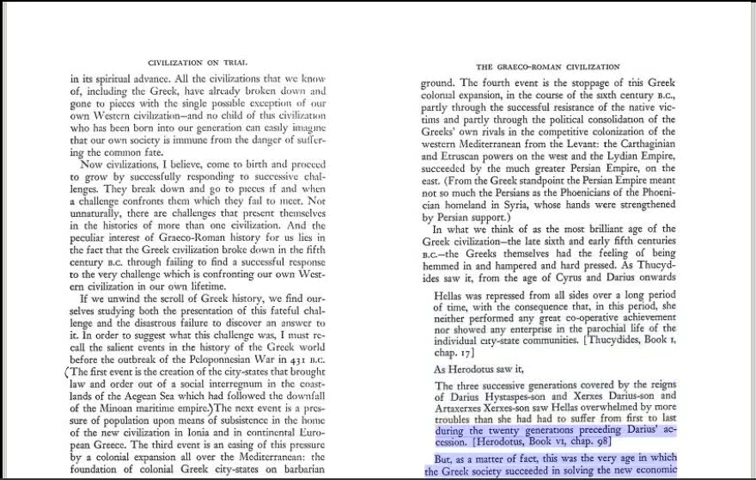 CIVILIZATION ON TRIAL
in its spiritual advance. All the civilizations that we know
of, including the Greek, have already broken down and
gone to pieces with the single possible exception of our
own Western civilization—and no child of this civilization
who has been born into our generation can easily imagine
that our own society is immune from the danger of suffer-
ing the common fate.
Now civilizations, I believe, come to birth and proceed
to grow by successfully responding to successive chal-
lenges. They break down and go to pieces if and when
a challenge confronts them which they fail to meet. Not
unnaturally, there are challenges that present themselves
in the histories of more than one civilization. And the
peculiar interest of Graeco-Roman history for us lies in
the fact that the Greek civilization broke down in the fifth
century B.C. through failing to find a successful response
to the very challenge which is confronting our own West-
ern civilization in our own lifetime.
If we unwind the scroll of Greek history, we find our-
selves studying both the presentation of this fateful chal-
lenge and the disastrous failure to discover an answer to
it. In order to suggest what this challenge was, I must re-
call the salient events in the history of the Greek world
before the outbreak of the Peloponnesian War in 431 B.C.
(The first event is the creation of the city-states that brought
law and order out of a social interregnum in the coast-
lands of the Aegean Sea which had followed the downfall
of the Minoan maritime empire.)The next event is a pres-
sure of population upon means of subsistence in the home
of the new civilization in Ionia and in continental Euro-
pean Greece. The third event is an easing of this pressure
by a colonial expansion all over the Mediterranean: the
foundation of colonial Greek city-states on barbarian
THE GRAECO-ROMAN CIVILIZATION
ground. The fourth event is the stoppage of this Greek
colonial expansion, in the course of the sixth century B.C.,
partly through the successful resistance of the native vic-
tims and partly through the political consolidation of the
Greeks' own rivals in the competitive colonization of the
western Mediterranean from the Levant: the Carthaginian
and Etruscan powers on the west and the Lydian Empire,
succeeded by the much greater Persian Empire, on the
east. (From the Greek standpoint the Persian Empire meant
not so much the Persians as the Phoenicians of the Phoeni-
cian homeland in Syria, whose hands were strengthened
by Persian support.)
In what we think of as the most brilliant age of the
Greek civilization—the late sixth and early fifth centuries
B.C.—the Greeks themselves had the feeling of being
hemmed in and hampered and hard pressed. As Thucyd-
ides saw it, from the age of Cyrus and Darius onwards
Hellas was repressed from all sides over a long period
of time, with the consequence that, in this period, she
neither performed any great co-operative achievement
nor showed any enterprise in the parochial life of the
individual city-state communities. [Thucydides, Book I,
chap. 17]
As Herodotus saw it,
The three successive generations covered by the reigns
of Darius Hystaspes-son and Xerxes Darius-son and
Artaxerxes Xerxes-son saw Hellas overwhelmed by more
troubles than she had had to suffer from first to last
during the twenty generations preceding Darius' ac-
cession. [Herodotus, Book VI, chap. 98]
But, as a matter of fact, this was the very age in which
the Greek society succeeded in solving the new economic